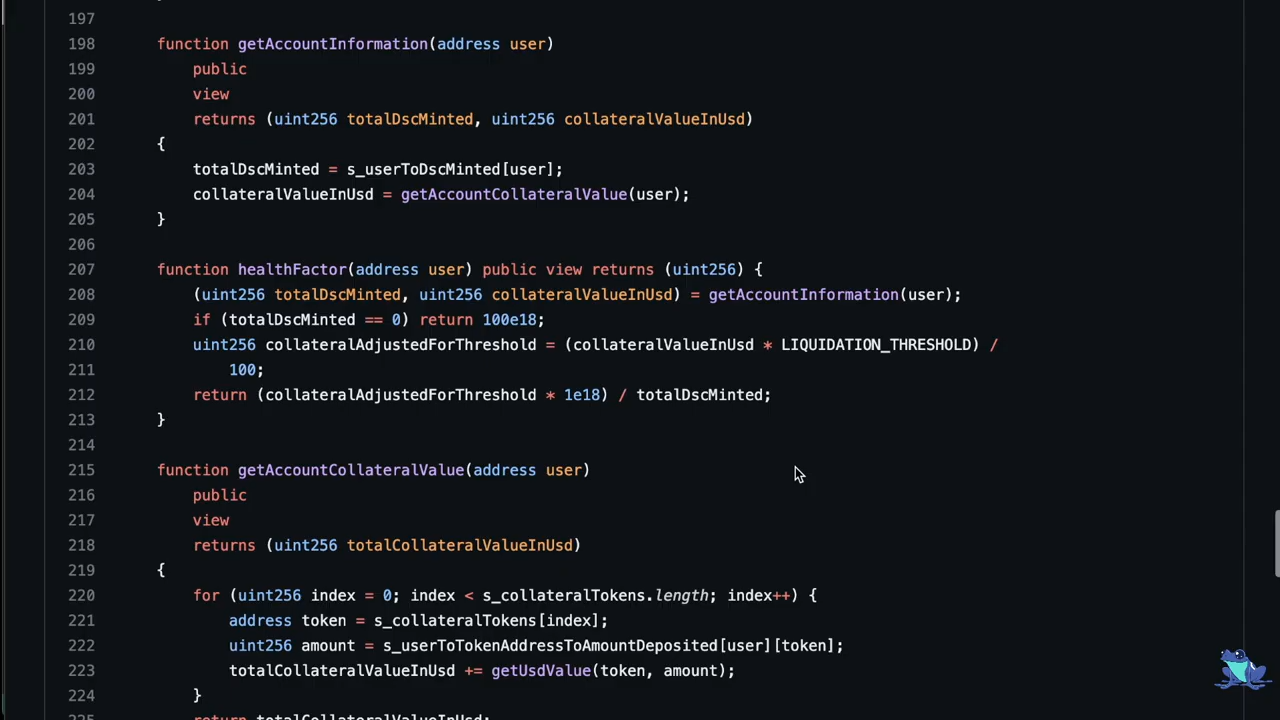 197
198 function getAccountInformation(address user)
199 public
200 view
201 returns (uint256 totalDscMinted, uint256 collateralValueInUsd)
202 {
203 totalDscMinted = s_userToDscMinted[user];
204 collateralValueInUsd = getAccountCollateralValue(user);
205 }
206
207 function healthFactor(address user) public view returns (uint256) {
208 (uint256 totalDscMinted, uint256 collateralValueInUsd) = getAccountInformation(user);
209 if (totalDscMinted == 0) return 100e18;
210 uint256 collateralAdjustedForThreshold = (collateralValueInUsd * LIQUIDATION_THRESHOLD) /
211 100;
212 return (collateralAdjustedForThreshold * 1e18) / totalDscMinted;
213 }
214
215 function getAccountCollateralValue(address user)
216 public
217 view
218 returns (uint256 totalCollateralValueInUsd)
219 {
220 for (uint256 index = 0; index < s_collateralTokens.length; index++) {
221 address token = s_collateralTokens[index];
222 uint256 amount = s_userToTokenAddressToAmountDeposited[user][token];
223 totalCollateralValueInUsd += getUsdValue(token, amount);
224 }
225 return totalCollateralValueInUsd;